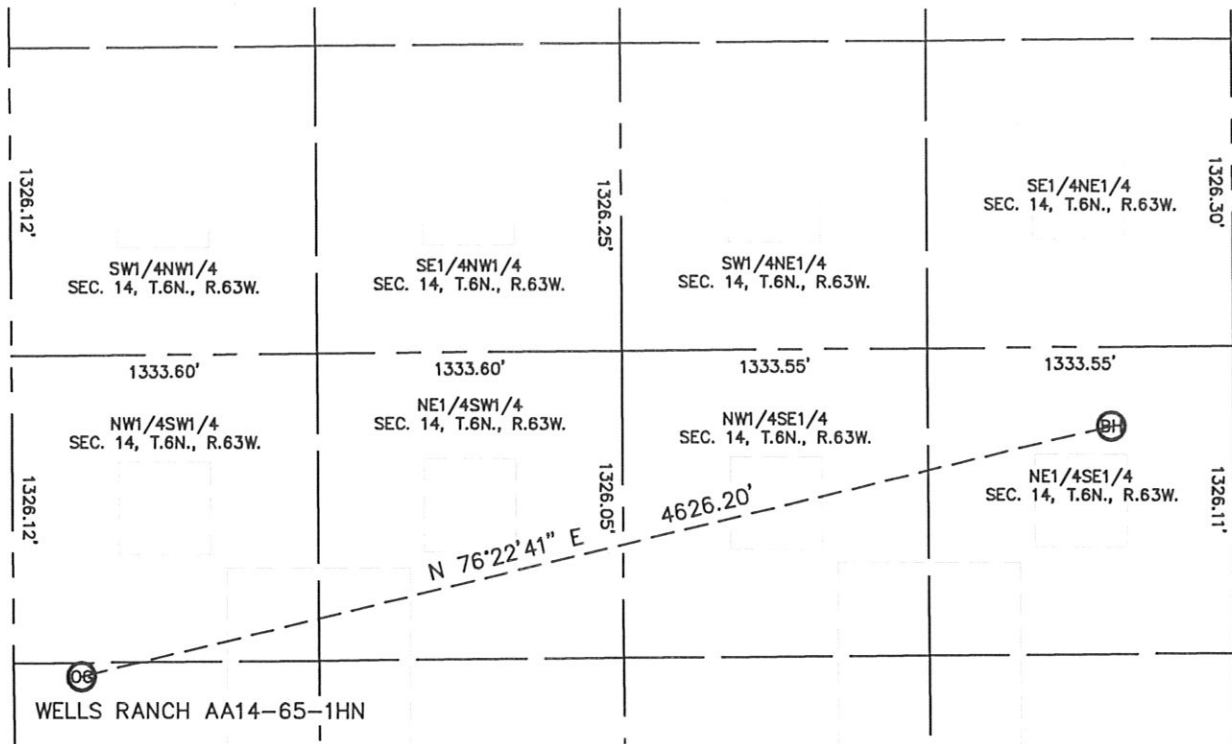 1326.12'
1326.25'
1326.30'
SW1/4NW1/4
SEC. 14, T.6N., R.63W.
SE1/4NW1/4
SEC. 14, T.6N., R.63W.
SW1/4NE1/4
SEC. 14, T.6N., R.63W.
SE1/4NE1/4
SEC. 14, T.6N., R.63W.
1333.60'
1333.60'
1333.55'
1333.55'
NW1/4SW1/4
SEC. 14, T.6N., R.63W.
NE1/4SW1/4
SEC. 14, T.6N., R.63W.
NW1/4SE1/4
SEC. 14, T.6N., R.63W.
BH
NE1/4SE1/4
SEC. 14, T.6N., R.63W.
1326.12'
1326.05'
1326.11'
N 76°22'41" E
4626.20'
OG
WELLS RANCH AA14-65-1HN